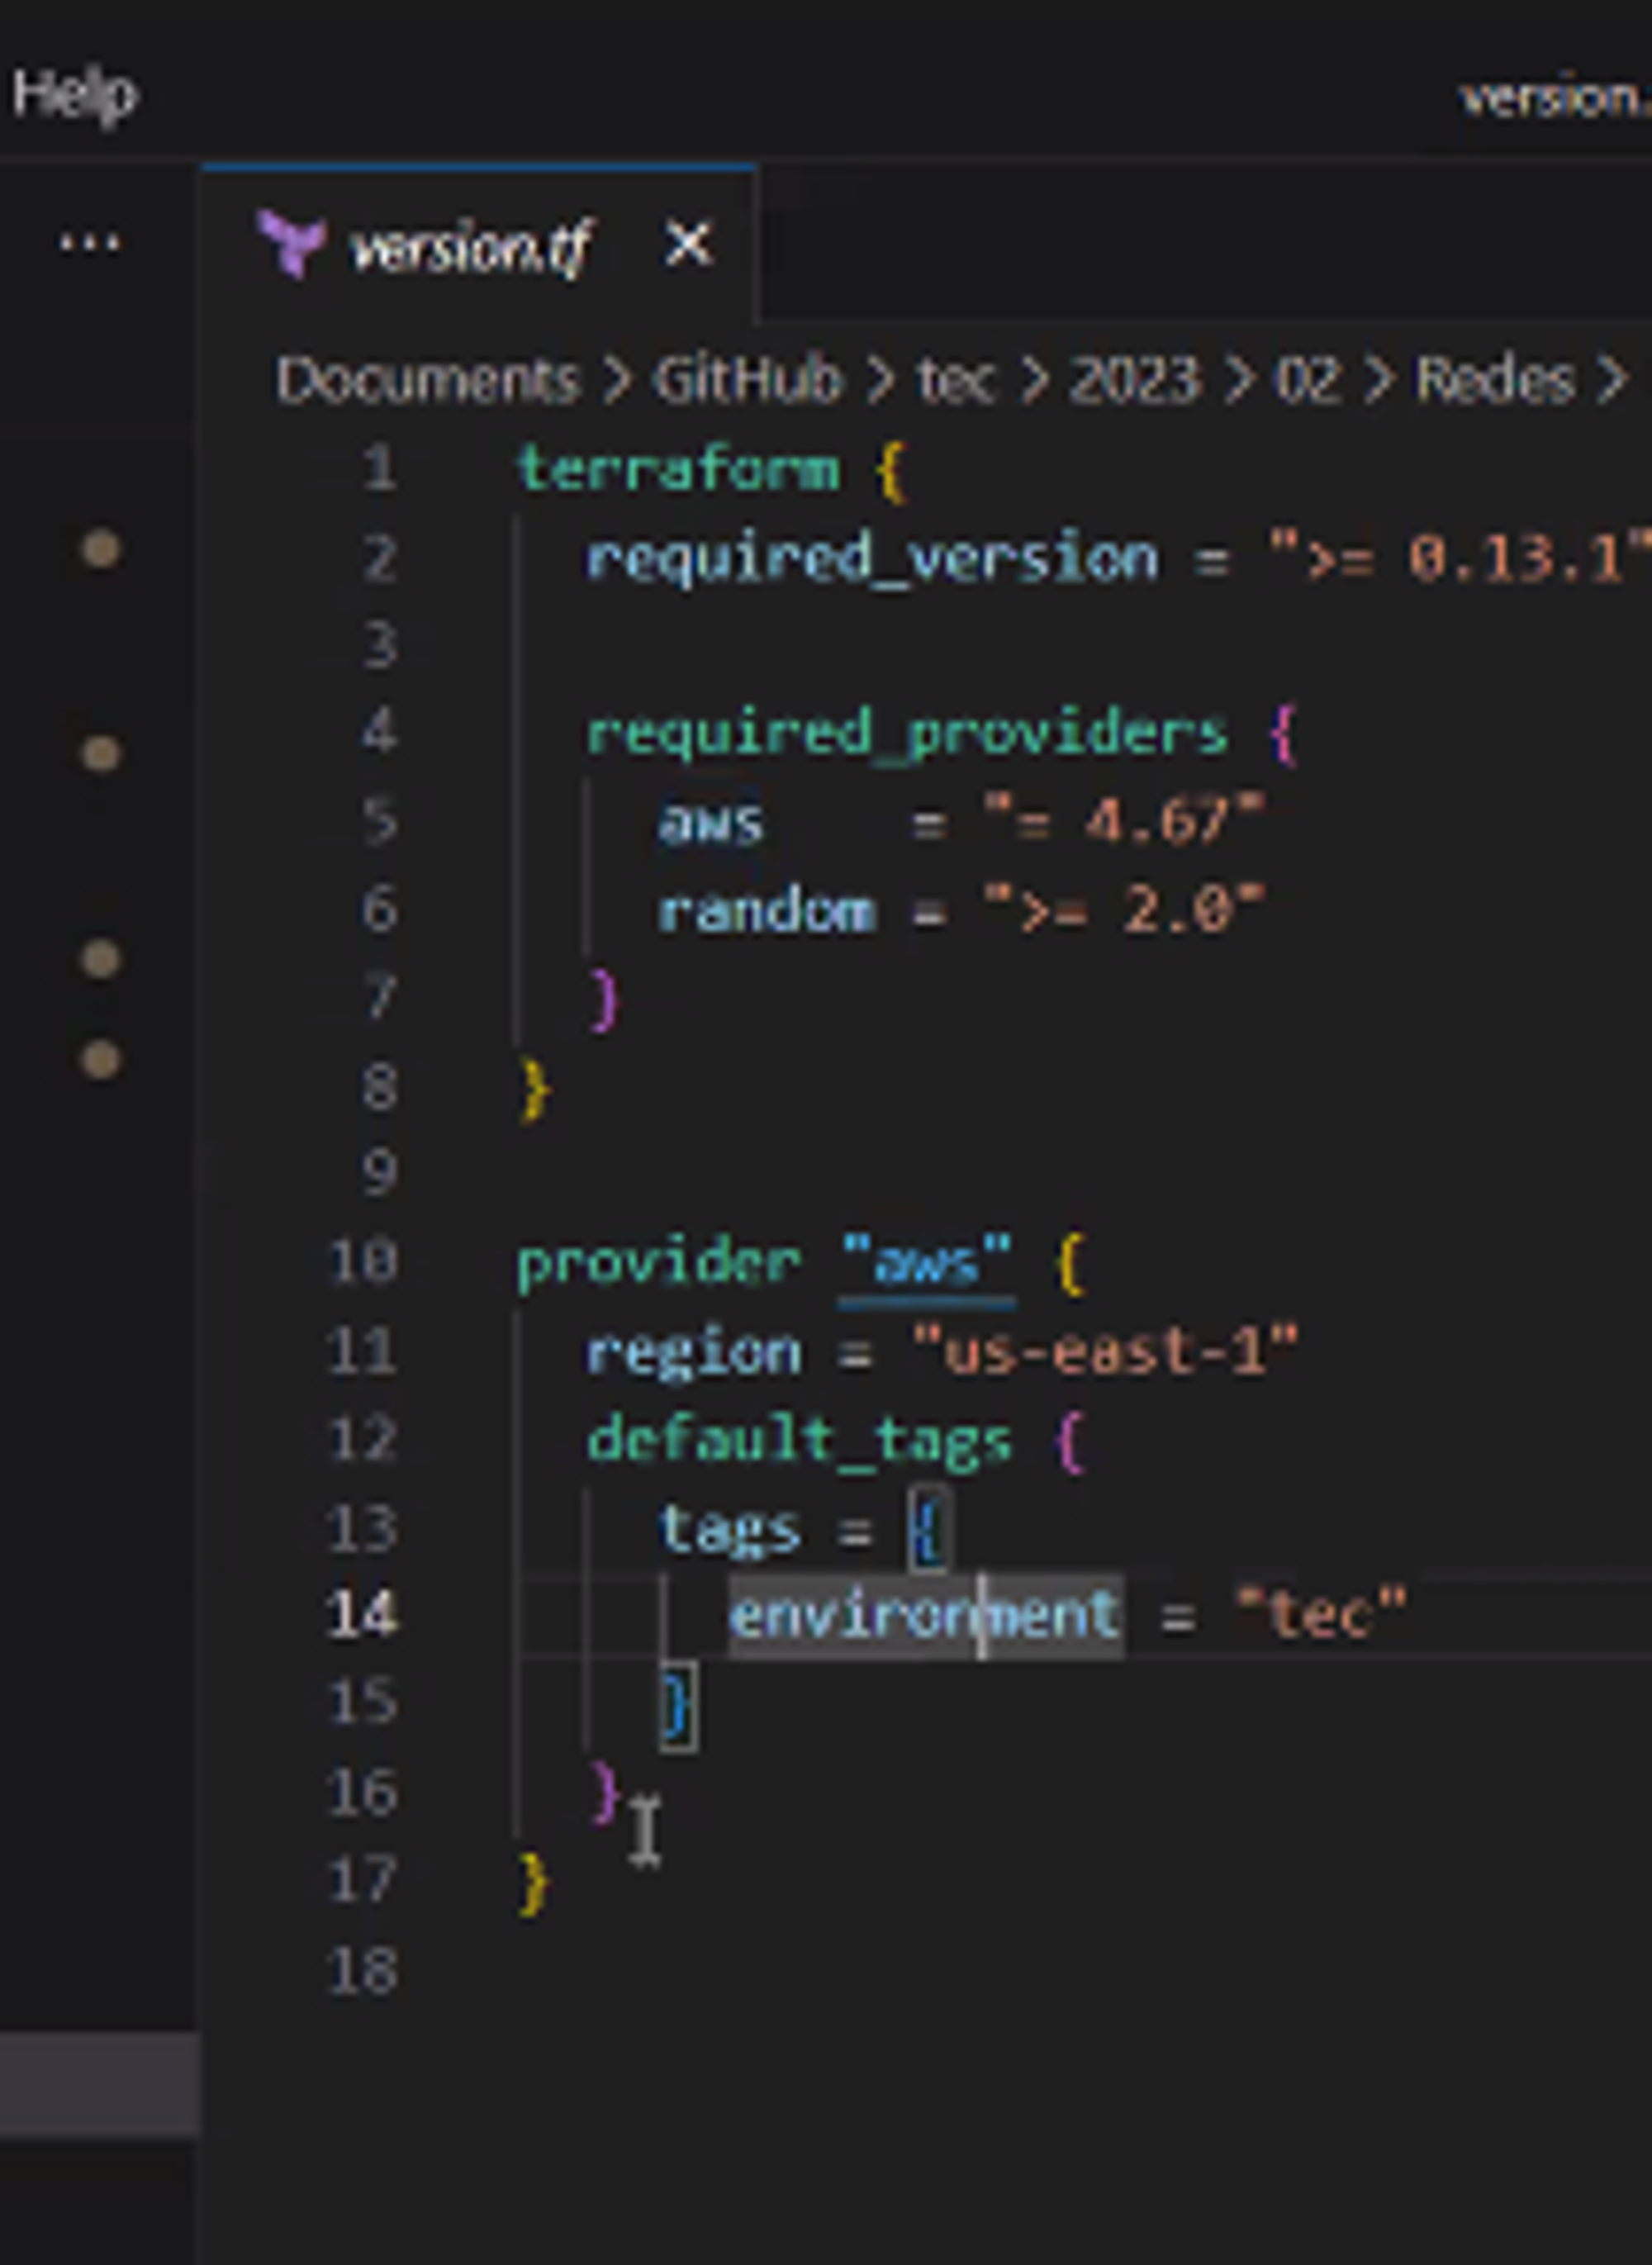 Help
version.
... version.tf ×
Documents > GitHub > tec > 2023 > 02 > Redes >
1 terraform {
2   required_version = ">= 0.13.1"
3
4   required_providers {
5     aws    = "= 4.67"
6     random = ">= 2.0"
7   }
8 }
9
10 provider "aws" {
11   region = "us-east-1"
12   default_tags {
13     tags = {
14       environment = "tec"
15     }
16   }
17 }
18